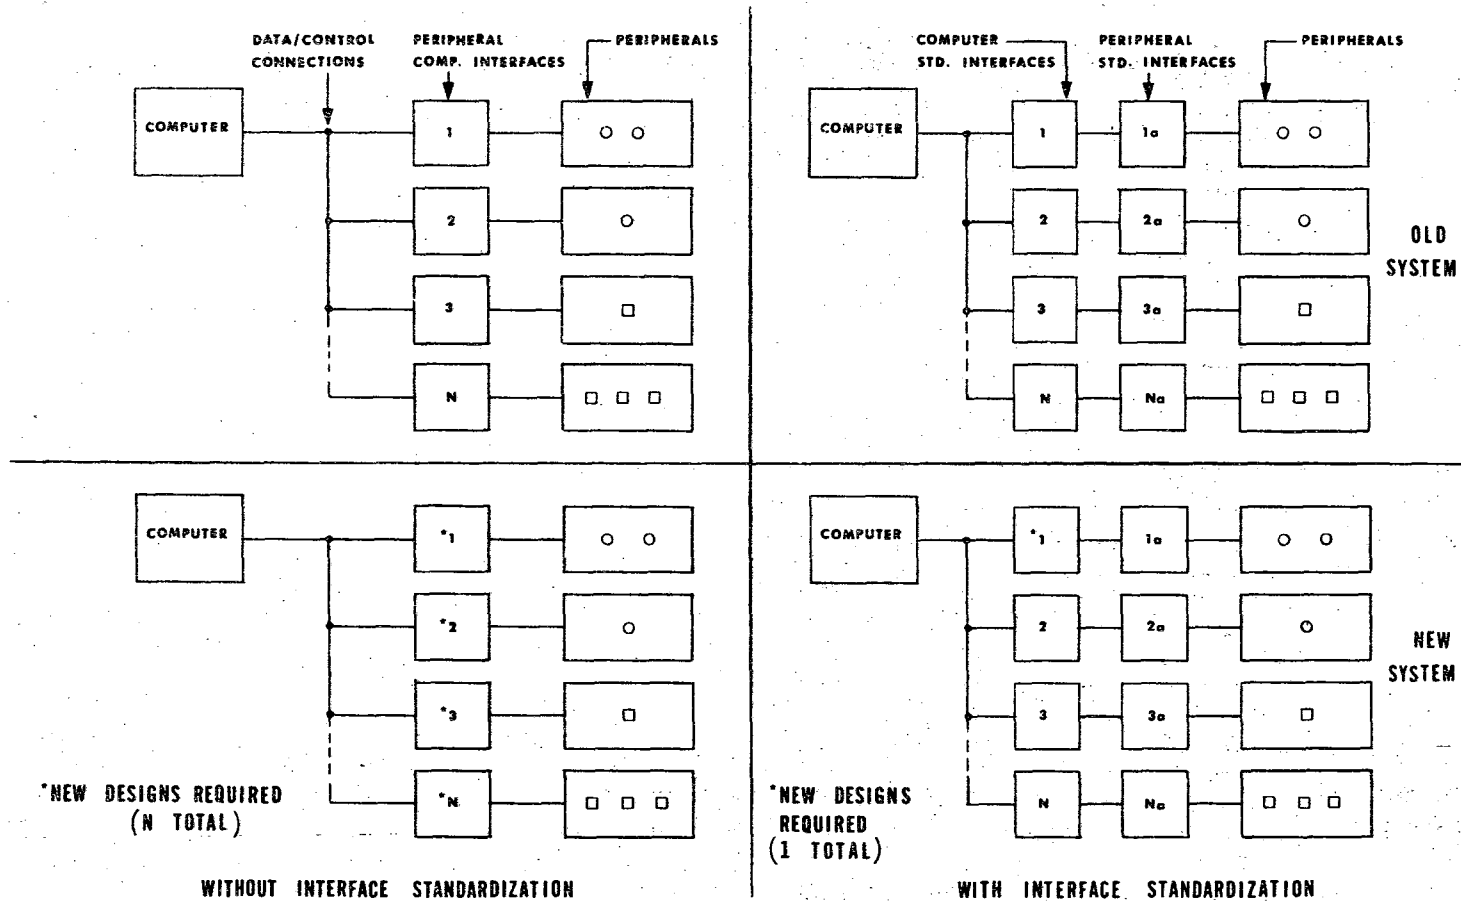 DATA/CONTROL
CONNECTIONS
PERIPHERAL
COMP. INTERFACES
PERIPHERALS
COMPUTER
1
2
3
N
COMPUTER
STD. INTERFACES
PERIPHERAL
STD. INTERFACES
PERIPHERALS
COMPUTER
1
1a
2
2a
3
3a
N
Na
OLD
SYSTEM
COMPUTER
*1
*2
*3
*N
*NEW DESIGNS REQUIRED
(N TOTAL)
WITHOUT INTERFACE STANDARDIZATION
COMPUTER
*1
1a
2
2a
3
3a
N
Na
NEW
SYSTEM
*NEW DESIGNS
REQUIRED
(1 TOTAL)
WITH INTERFACE STANDARDIZATION